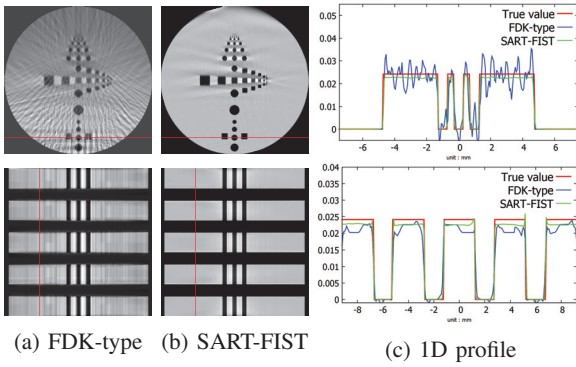 0.05
0.04
0.03
0.02
0.01
0
True value
FDK-type
SART-FIST
-6 -4 -2 0 2 4 6
unit : mm
0.04
0.035
0.03
0.025
0.02
0.015
0.01
0.005
0
True value
FDK-type
SART-FIST
-8 -6 -4 -2 0 2 4 6 8
unit : mm
(a) FDK-type (b) SART-FIST (c) 1D profile